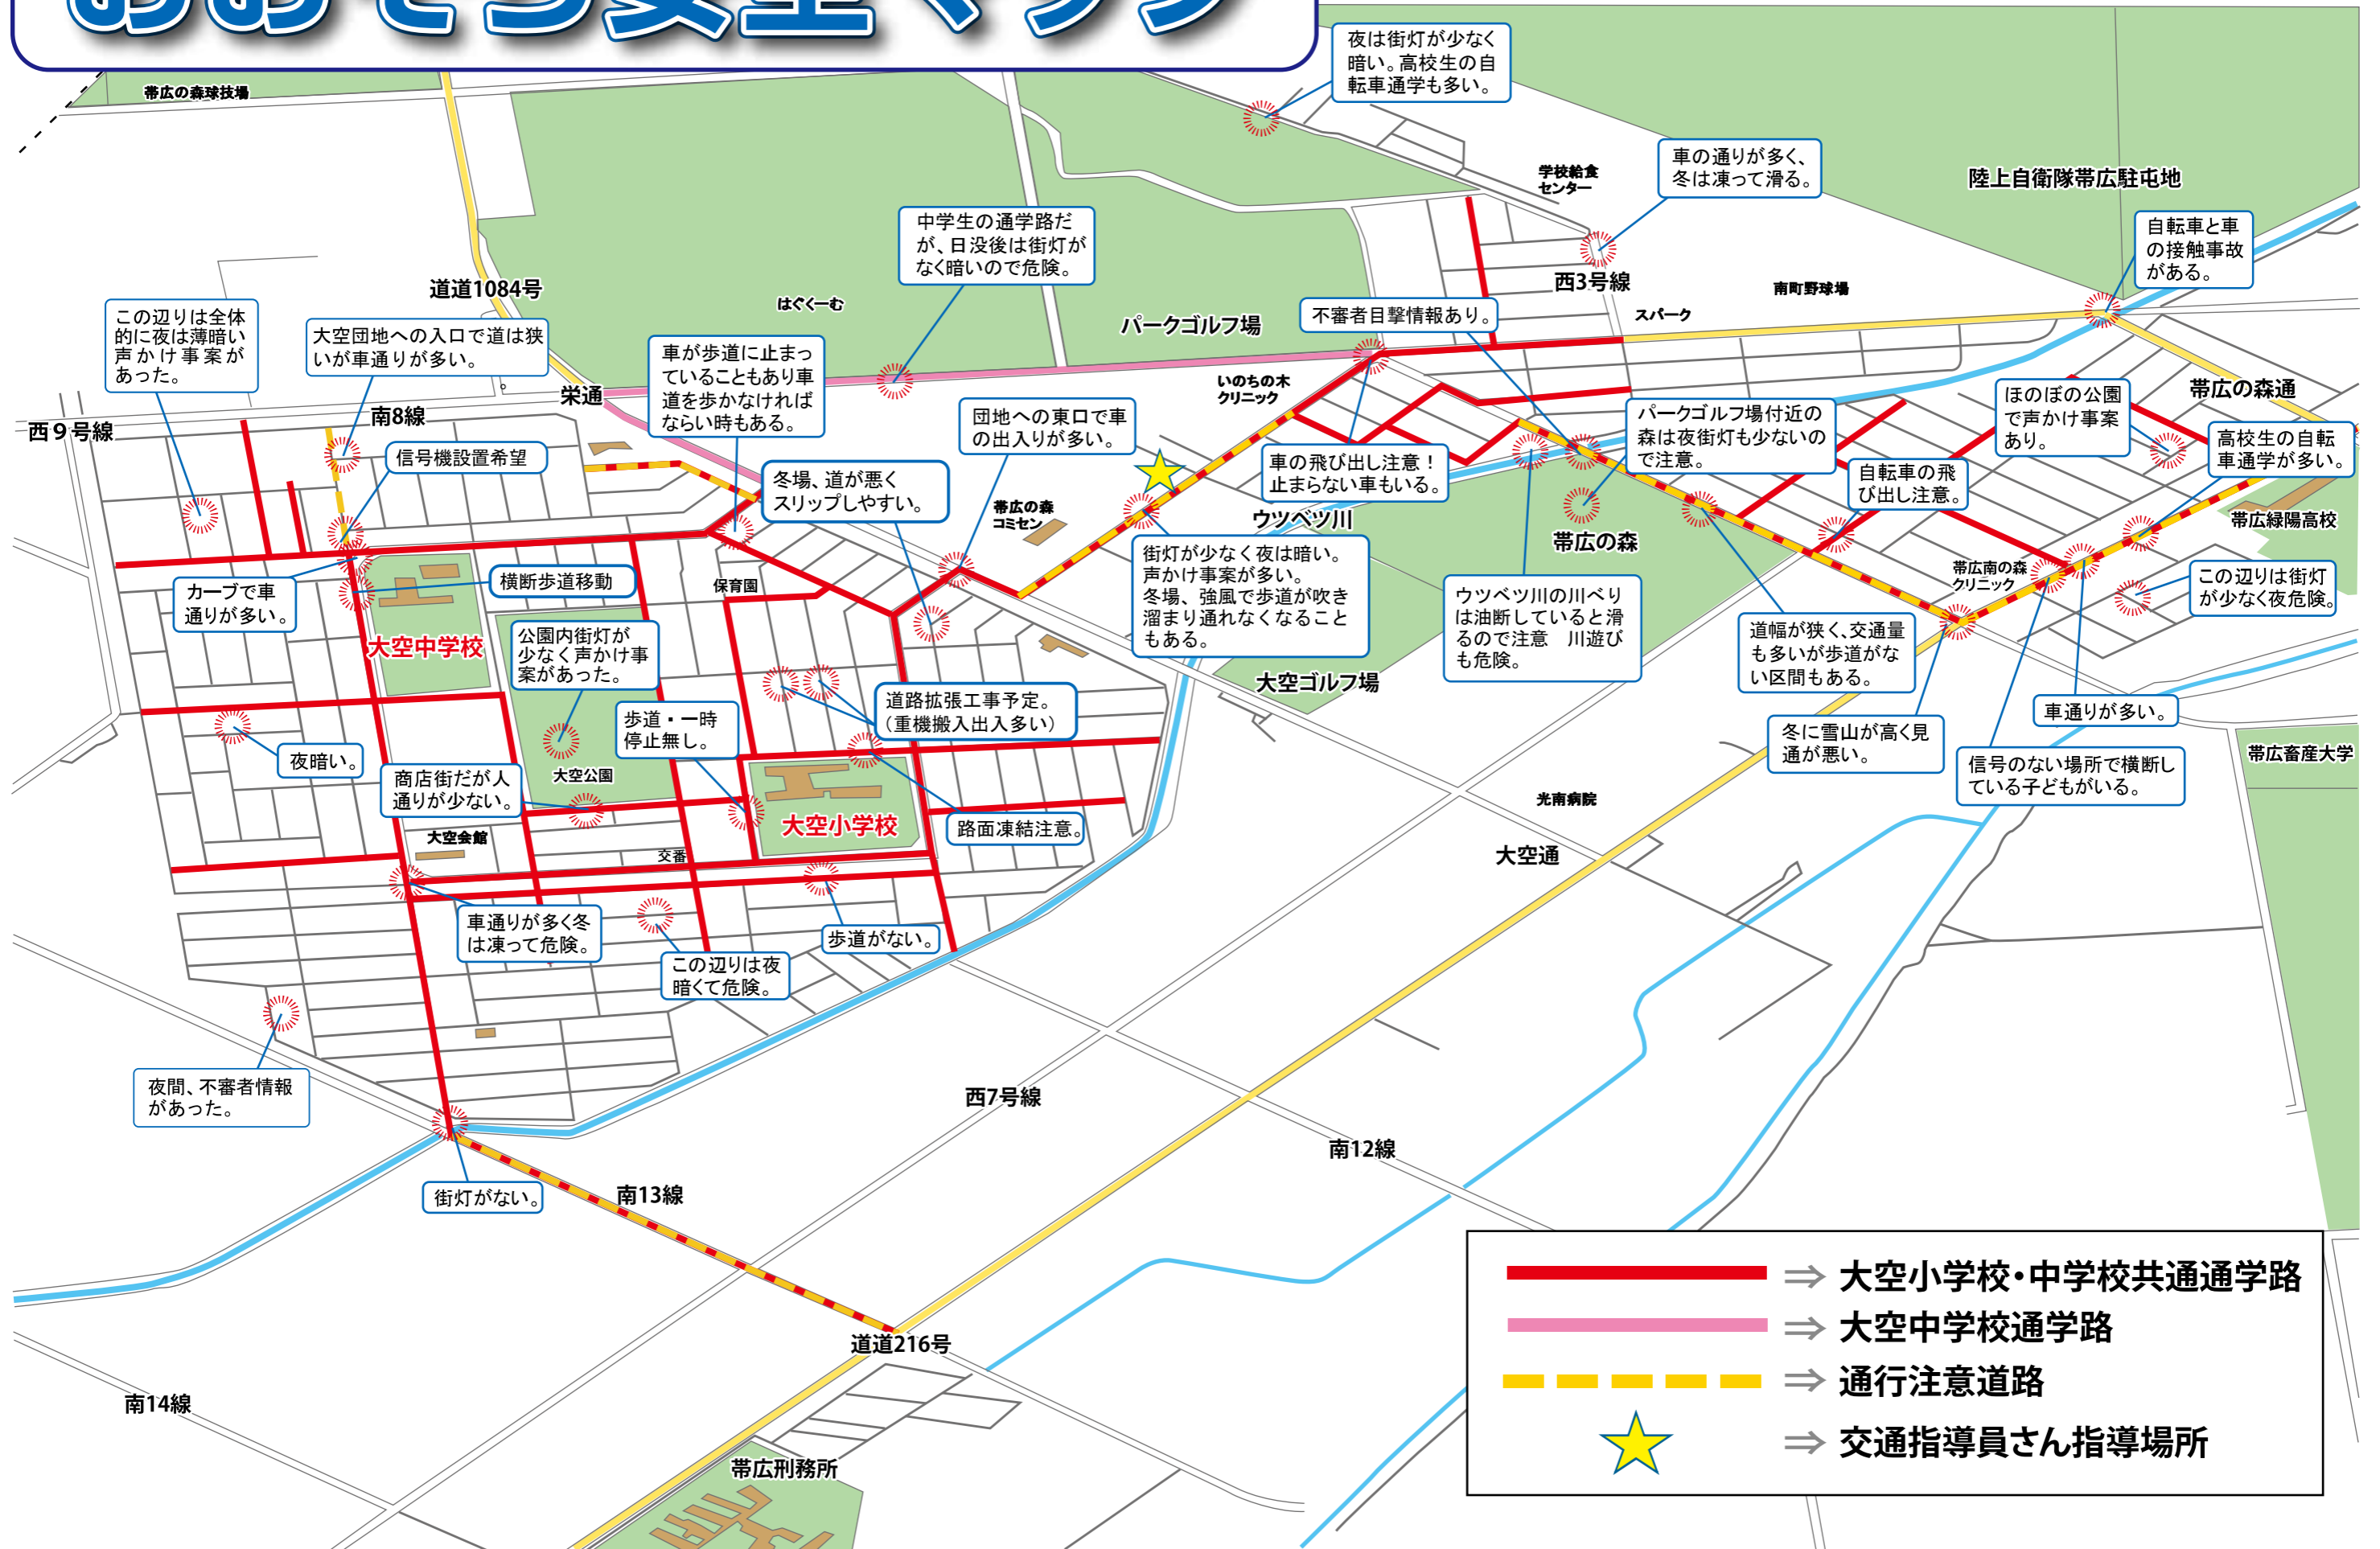 おおぞら安全マップ
帯広の森球技場
夜は街灯が少なく
暗い。高校生の自
転車通学も多い。
学校給食
センター
車の通りが多く、
冬は凍って滑る。
陸上自衛隊帯広駐屯地
中学生の通学路だ
が、日没後は街灯が
なく暗いので危険。
自転車と車
の接触事故
がある。
道道1084号
はぐくーむ
パークゴルフ場
不審者目撃情報あり。
西3号線
スパーク
南町野球場
この辺りは全体
的に夜は薄暗い
声かけ事案が
あった。
大空団地への入口で道は狭
いが車通りが多い。
車が歩道に止まっ
ていることもあり車
道を歩かなければ
ならい時もある。
栄通
南8線
西9号線
いのちの木
クリニック
団地への東口で車
の出入りが多い。
パークゴルフ場付近の
森は夜街灯も少ないの
で注意。
ほのぼの公園
で声かけ事案
あり。
帯広の森通
高校生の自転
車通学が多い。
信号機設置希望
冬場、道が悪く
スリップしやすい。
車の飛び出し注意！
止まらない車もいる。
自転車の飛
び出し注意。
帯広の森
コミセン
ウツベツ川
帯広の森
帯広緑陽高校
カーブで車
通りが多い。
横断歩道移動
保育園
街灯が少なく夜は暗い。
声かけ事案が多い。
冬場、強風で歩道が吹き
溜まり通れなくなること
もある。
ウツベツ川の川べり
は油断していると滑
るので注意　川遊び
も危険。
帯広南の森
クリニック
この辺りは街灯
が少なく夜危険。
大空中学校
公園内街灯が
少なく声かけ事
案があった。
道幅が狭く、交通量
も多いが歩道がな
い区間もある。
大空ゴルフ場
道路拡張工事予定。
（重機搬入出入多い）
歩道・一時
停止無し。
車通りが多い。
冬に雪山が高く見
通が悪い。
信号のない場所で横断し
ている子どもがいる。
帯広畜産大学
夜暗い。
商店街だが人
通りが少ない。
大空公園
光南病院
大空小学校
路面凍結注意。
大空会館
交番
大空通
車通りが多く冬
は凍って危険。
歩道がない。
この辺りは夜
暗くて危険。
夜間、不審者情報
があった。
西7号線
南12線
街灯がない。
南13線
道道216号
南14線
帯広刑務所
⇒ 大空小学校・中学校共通通学路
⇒ 大空中学校通学路
⇒ 通行注意道路
⇒ 交通指導員さん指導場所